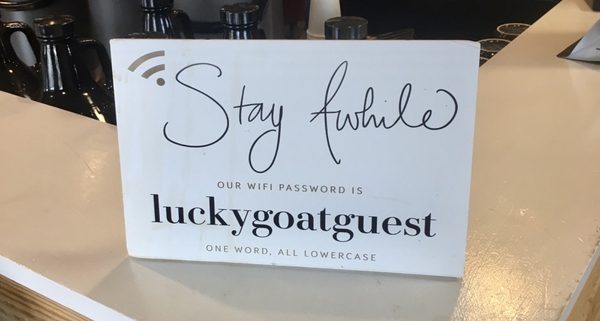 Stay Awhile
OUR WIFI PASSWORD IS
luckygoatguest
ONE WORD, ALL LOWERCASE